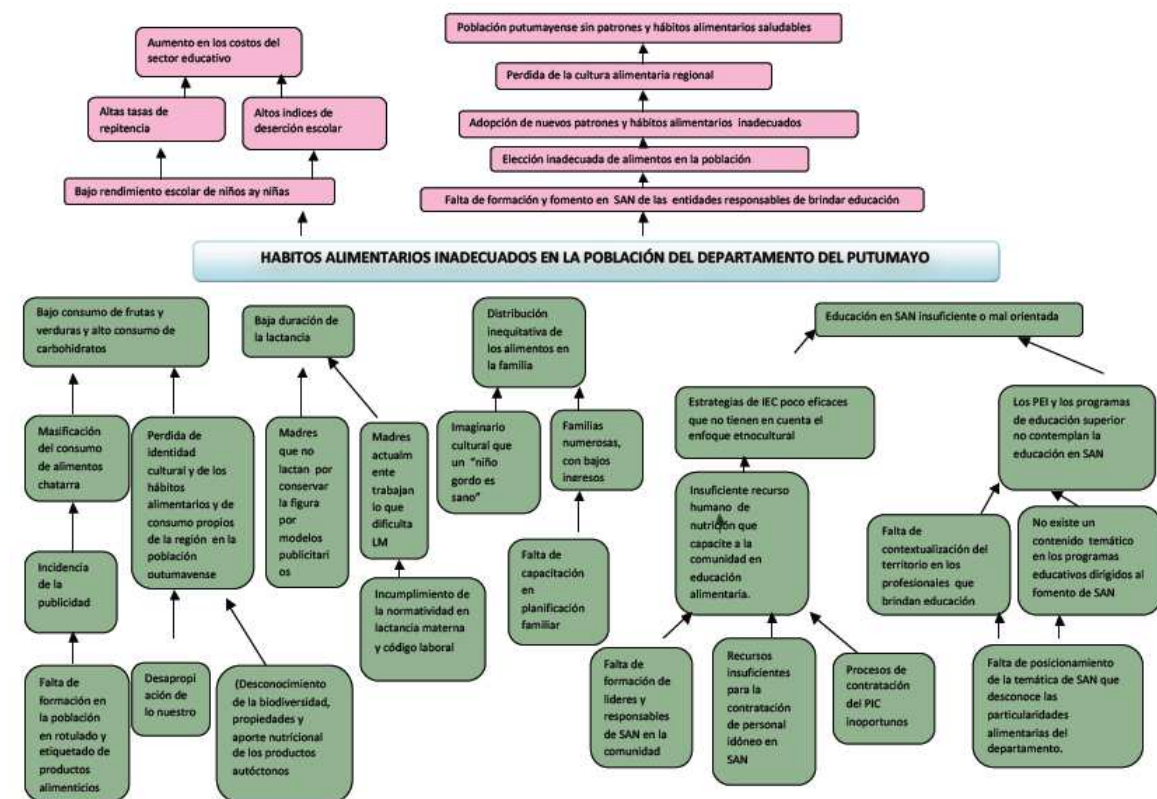 Aumento en los costos del
sector educativo
Altas tasas de
repitencia
Altos indices de
deserción escolar
Bajo rendimiento escolar de niños ay niñas
Población putumayense sin patrones y hábitos alimentarios saludables
Perdida de la cultura alimentaria regional
Adopción de nuevos patrones y hábitos alimentarios inadecuados
Elección inadecuada de alimentos en la población
Falta de formación y fomento en SAN de las entidades responsables de brindar educación
HABITOS ALIMENTARIOS INADECUADOS EN LA POBLACIÓN DEL DEPARTAMENTO DEL PUTUMAYO
Bajo consumo de frutas y
verduras y alto consumo de
carbohidratos
Masificación
del consumo
de alimentos
chatarra
Incidencia
de la
publicidad
Falta de
formación en
la población
en rotulado y
etiquetado de
productos
alimenticios
Perdida de
identidad
cultural y de los
hábitos
alimentarios y de
consumo propios
de la región en la
población
putumayense
Desapropi
ación de
lo nuestro
(Desconocimiento
de la biodiversidad,
propiedades y
aporte nutricional
de los productos
autóctonos
Baja duración de
la lactancia
Madres
que no
lactan por
conservar
la figura
por
modelos
publicitari
os
Madres
actualm
ente
trabajan
lo que
dificulta
LM
Incumplimiento de
la normatividad en
lactancia materna
y código laboral
Distribución
inequitativa de
los alimentos en
la familia
Imaginario
cultural que
un "niño
gordo es
sano"
Familias
numerosas,
con bajos
ingresos
Falta de
capacitación
en
planificación
familiar
Educación en SAN insuficiente o mal orientada
Estrategias de IEC poco eficaces
que no tienen en cuenta el
enfoque etnocultural
Insuficiente recurso
humano de
nutrición que
capacite a la
comunidad en
educación
alimentaria.
Falta de
formación de
lideres y
responsables
de SAN en la
comunidad
Recursos
insuficientes
para la
contratación
de personal
idóneo en
SAN
Procesos de
contratación
del PIC
inoportunos
Los PEI y los programas
de educación superior
no contemplan la
educación en SAN
Falta de
contextualización del
territorio en los
profesionales que
brindan educación
No existe un
contenido temático
en los programas
educativos dirigidos al
fomento de SAN
Falta de posicionamiento
de la temática de SAN que
desconoce las
particularidades
alimentarias del
departamento.